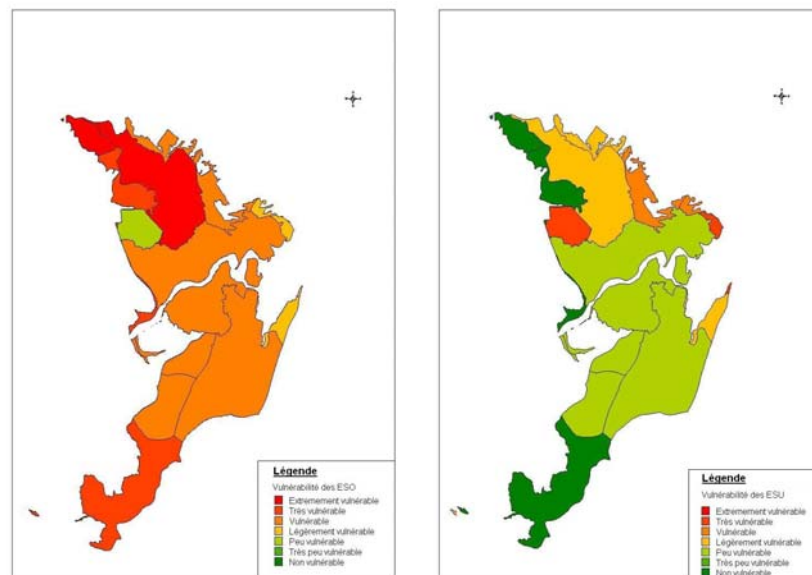 Légende
Vulnérabilité des ESO
Extremement vulnérable
Très vulnérable
Vulnérable
Légèrement vulnérable
Peu vulnérable
Très peu vulnérable
Non vulnérable
Légende
Vulnérabilité des ESU
Extremement vulnérable
Très vulnérable
Vulnérable
Légèrement vulnérable
Peu vulnérable
Très peu vulnérable
Non vulnérable